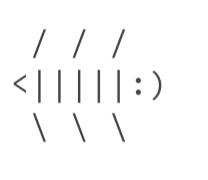 / / /
<|||||:)
\ \ \